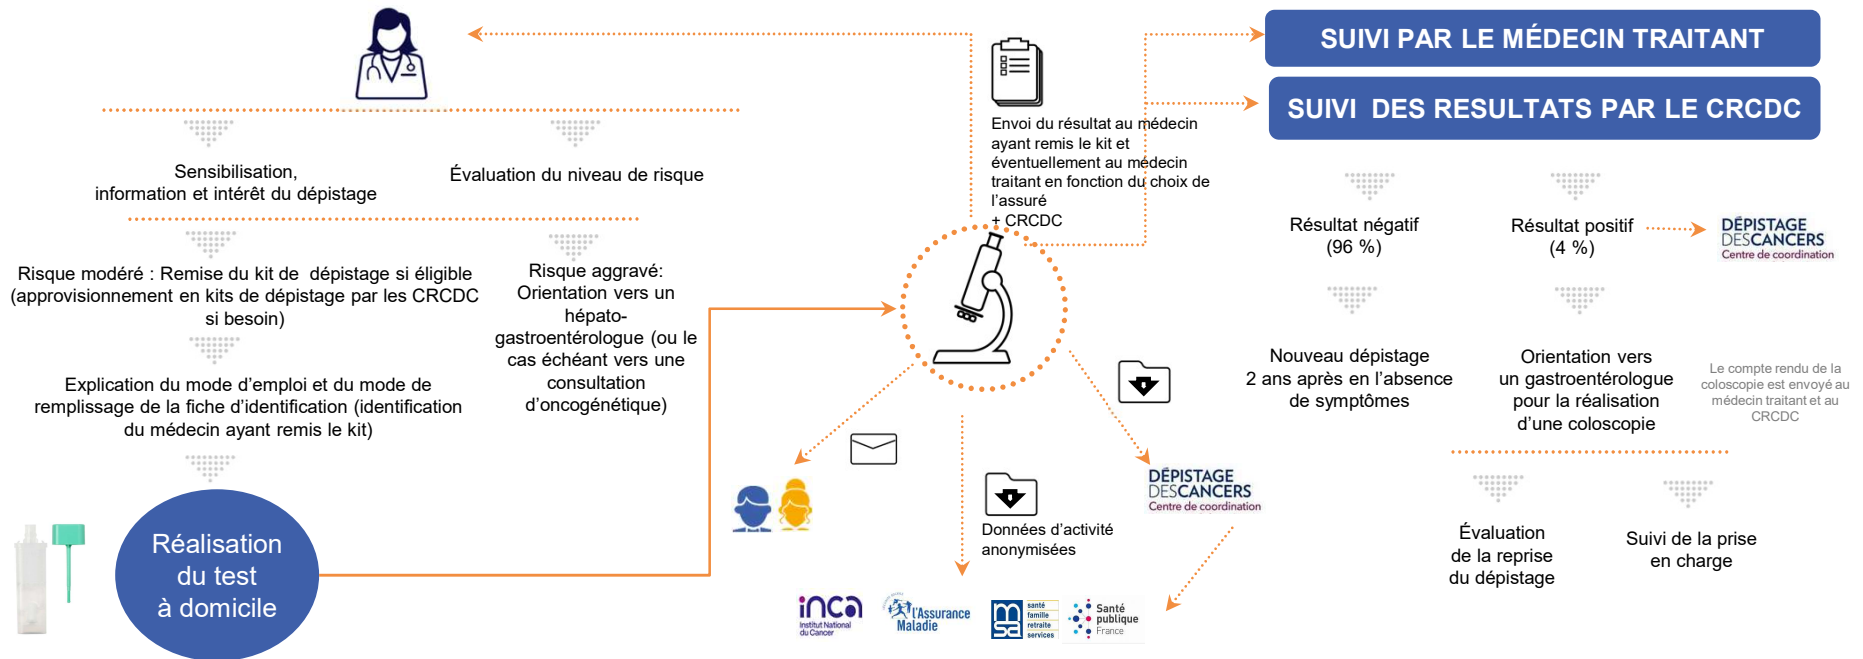 SUIVI PAR LE MÉDECIN TRAITANT
SUIVI DES RESULTATS PAR LE CRCDC
Envoi du résultat au médecin
ayant remis le kit et
éventuellement au médecin
traitant en fonction du choix de
l'assuré
+ CRCDC
Sensibilisation,
information et intérêt du dépistage
Évaluation du niveau de risque
Risque modéré : Remise du kit de dépistage si éligible
(approvisionnement en kits de dépistage par les CRCDC
si besoin)
Risque aggravé:
Orientation vers un
hépato-
gastroentérologue (ou le
cas échéant vers une
consultation
d'oncogénétique)
Explication du mode d'emploi et du mode de
remplissage de la fiche d'identification (identification
du médecin ayant remis le kit)
Réalisation
du test
à domicile
Résultat négatif
(96 %)
Résultat positif
(4 %)
DÉPISTAGE
DESCANCERS
Centre de coordination
Nouveau dépistage
2 ans après en l'absence
de symptômes
Orientation vers
un gastroentérologue
pour la réalisation
d'une coloscopie
Le compte rendu de la
coloscopie est envoyé au
médecin traitant et au
CRCDC
Évaluation
de la reprise
du dépistage
Suivi de la prise
en charge
DÉPISTAGE
DESCANCERS
Centre de coordination
Données d'activité
anonymisées
inca
Institut National
du Cancer
l'Assurance
Maladie
msa
santé
famille
retraite
services
Santé
publique
France